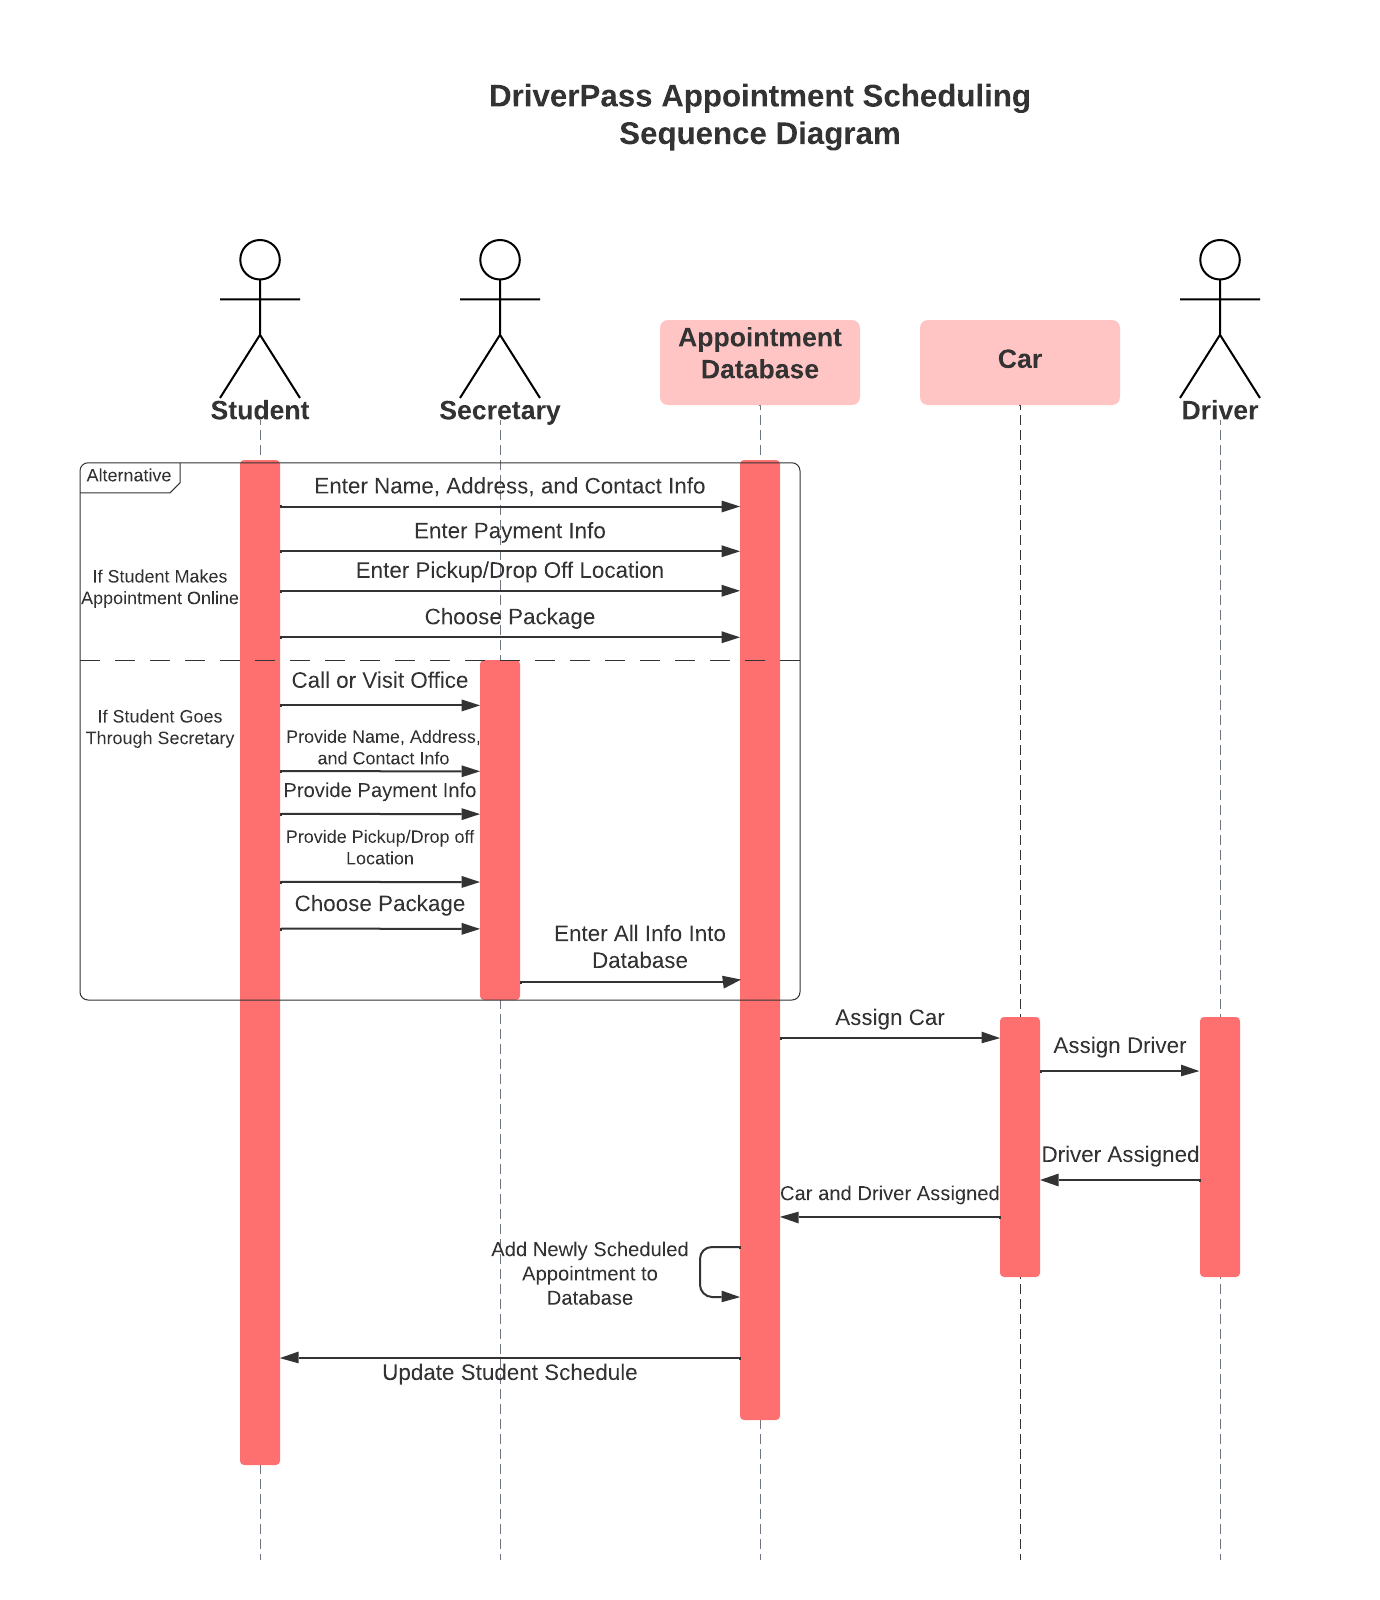 DriverPass Appointment Scheduling
Sequence Diagram
Student
Secretary
Appointment
Database
Car
Driver
Alternative
Enter Name, Address, and Contact Info
Enter Payment Info
Enter Pickup/Drop Off Location
If Student Makes
Appointment Online
Choose Package
Call or Visit Office
If Student Goes
Through Secretary
Provide Name, Address,
and Contact Info
Provide Payment Info
Provide Pickup/Drop off
Location
Choose Package
Enter All Info Into
Database
Assign Car
Assign Driver
Driver Assigned
Car and Driver Assigned
Add Newly Scheduled
Appointment to
Database
Update Student Schedule